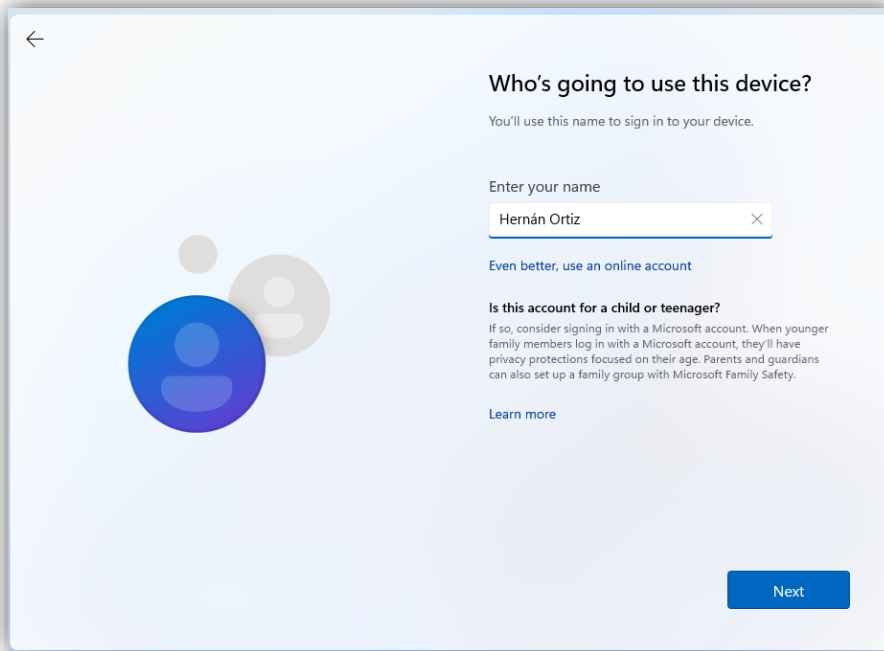 Who's going to use this device?
You'll use this name to sign in to your device.
Enter your name
Hernán Ortiz
Even better, use an online account
Is this account for a child or teenager?
If so, consider signing in with a Microsoft account. When younger
family members log in with a Microsoft account, they'll have
privacy protections focused on their age. Parents and guardians
can also set up a family group with Microsoft Family Safety.
Learn more
Next